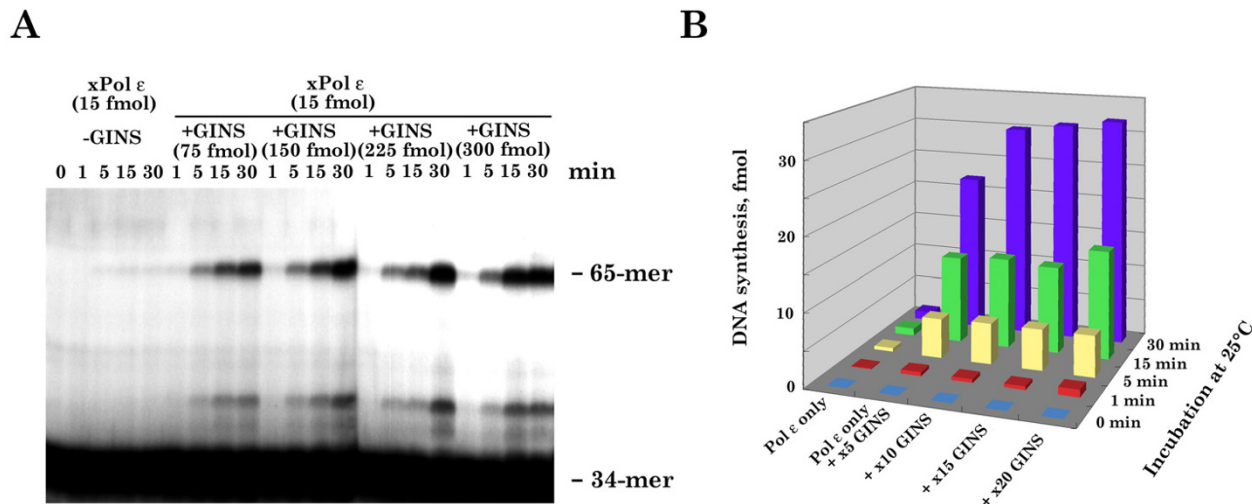 A
xPol ε
(15 fmol)
-GINS
xPol ε
(15 fmol)
+GINS +GINS +GINS +GINS
(75 fmol) (150 fmol) (225 fmol) (300 fmol)
0 1 5 15 30 1 5 15 30 1 5 15 30 1 5 15 30 1 5 15 30 min
– 65-mer
– 34-mer
B
DNA synthesis, fmol
30
20
10
0
Pol ε only
Pol ε only
+ x5 GINS
+ x10 GINS
+ x15 GINS
+ x20 GINS
30 min
15 min
5 min
1 min
0 min
Incubation at 25°C